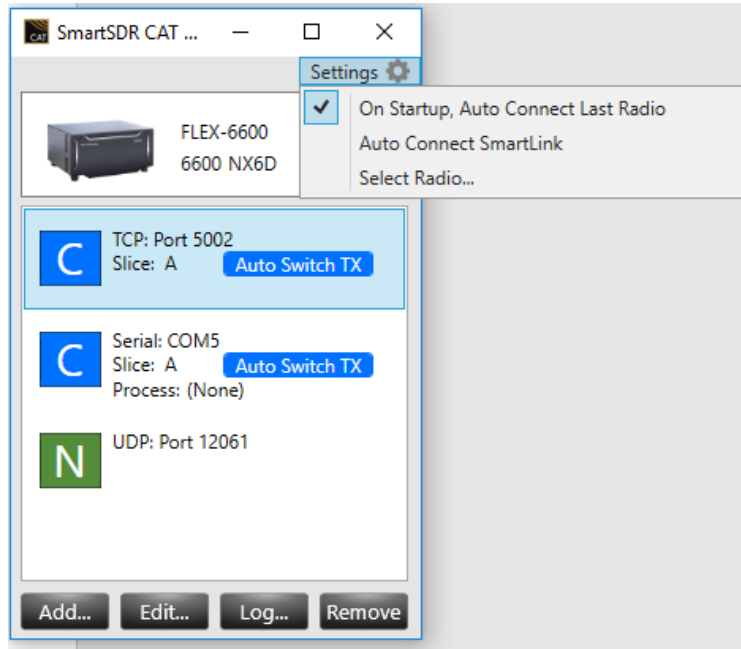 CAT SmartSDR CAT ...
Settings
On Startup, Auto Connect Last Radio
Auto Connect SmartLink
Select Radio...
FLEX-6600
6600 NX6D
C
TCP: Port 5002
Slice: A Auto Switch TX
C
Serial: COM5
Slice: A Auto Switch TX
Process: (None)
N
UDP: Port 12061
Add... Edit... Log... Remove